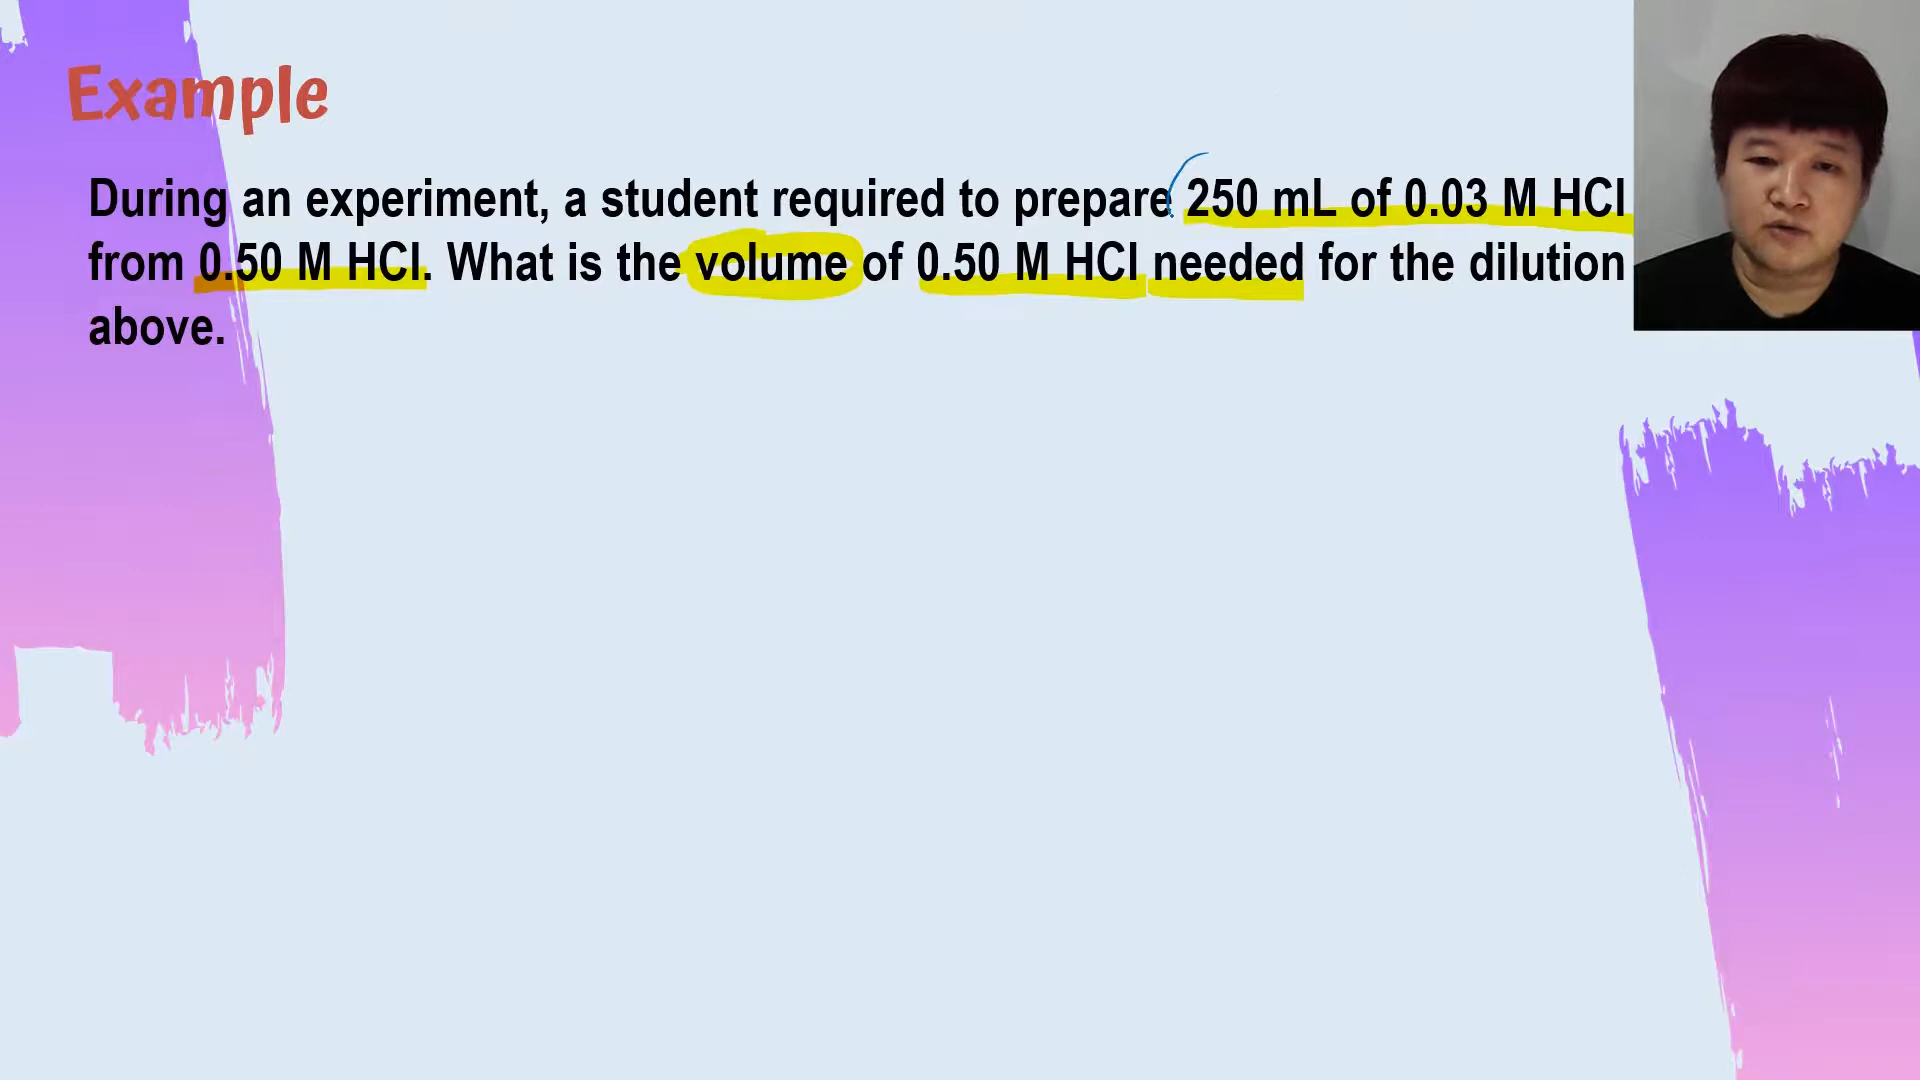 Example
During an experiment, a student required to prepare 250 mL of 0.03 M HCl
from 0.50 M HCl. What is the volume of 0.50 M HCl needed for the dilution
above.